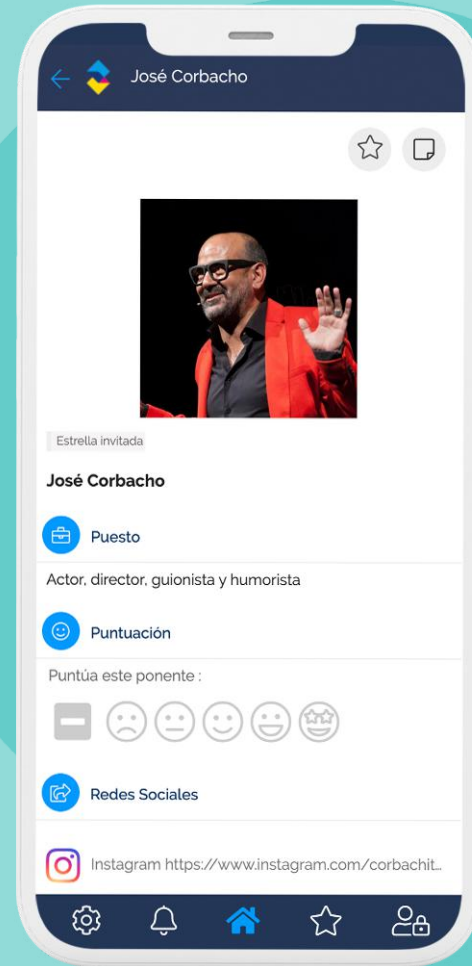 José Corbacho
Estrella invitada
José Corbacho
Puesto
Actor, director, guionista y humorista
Puntuación
Puntúa este ponente :
Redes Sociales
Instagram https://www.instagram.com/corbachit...